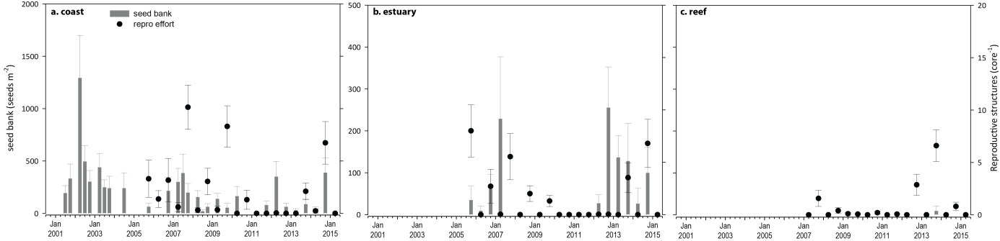 a. coast
seed bank
repro effort
seed bank (seeds m-2)
2000
1500
1000
500
0
Jan 2001
Jan 2003
Jan 2005
Jan 2007
Jan 2009
Jan 2011
Jan 2013
Jan 2015
b. estuary
500
400
300
200
100
0
Jan 2001
Jan 2003
Jan 2005
Jan 2007
Jan 2009
Jan 2011
Jan 2013
Jan 2015
c. reef
20
15
10
5
0
Reproductive structures (core-1)
Jan 2001
Jan 2003
Jan 2005
Jan 2007
Jan 2009
Jan 2011
Jan 2013
Jan 2015